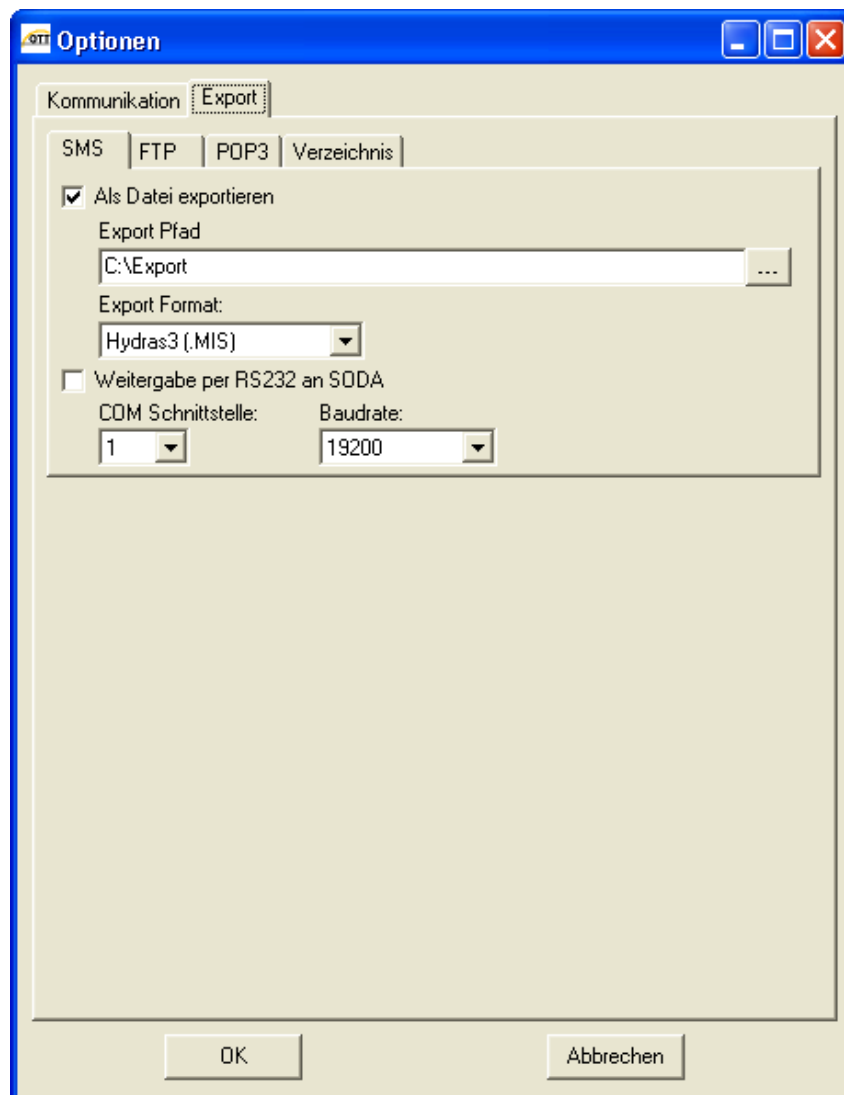 OTT Optionen
Kommunikation Export
SMS FTP POP3 Verzeichnis
Als Datei exportieren
Export Pfad
C:\Export ...
Export Format:
Hydras3 (.MIS)
Weitergabe per RS232 an SODA
COM Schnittstelle: Baudrate:
1 19200
OK Abbrechen